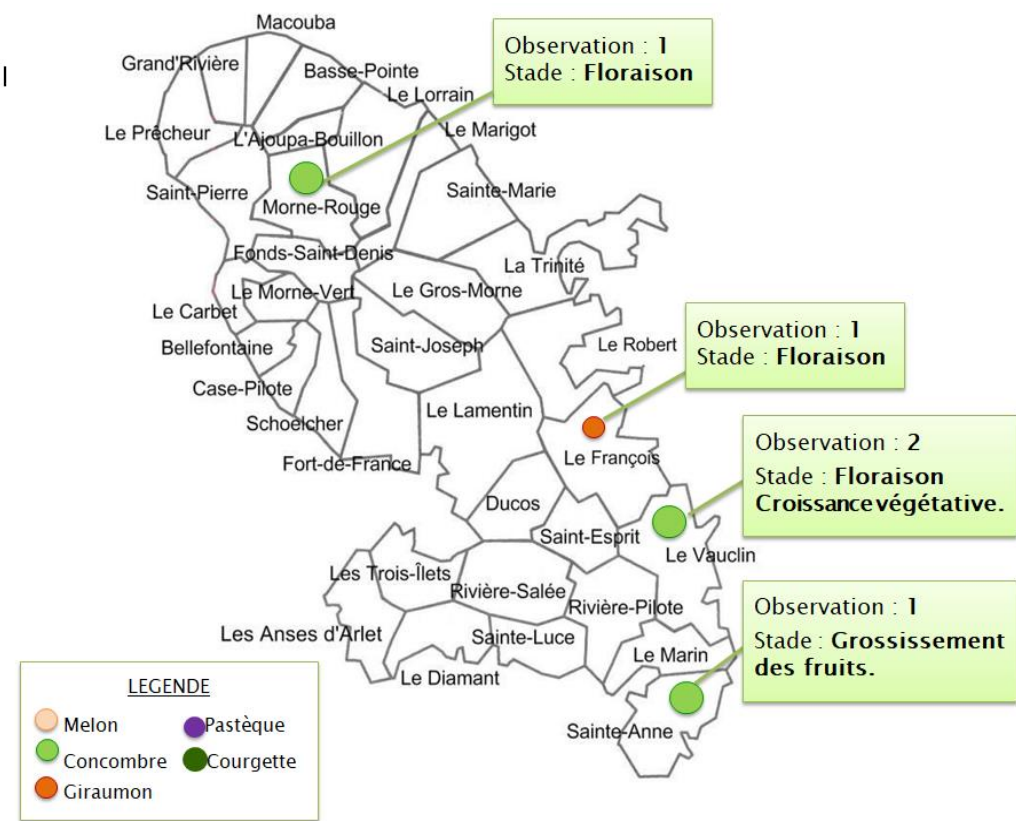 Macouba
Grand'Rivière
Basse-Pointe
Le Lorrain
Le Prêcheur
L'Ajoupa-Bouillon
Le Marigot
Saint-Pierre
Sainte-Marie
Morne-Rouge
Fonds-Saint-Denis
La Trinité
Le Morne-Vert
Le Gros-Morne
Le Carbet
Bellefontaine
Saint-Joseph
Le Robert
Case-Pilote
Le Lamentin
Schoelcher
Fort-de-France
Le François
Ducos
Saint-Esprit
Le Vauclin
Les Trois-Îlets
Rivière-Salée
Rivière-Pilote
Les Anses d'Arlet
Sainte-Luce
Le Marin
Le Diamant
Sainte-Anne
Observation : 1
Stade : Floraison
Observation : 1
Stade : Floraison
Observation : 2
Stade : Floraison
Croissance végétative.
Observation : 1
Stade : Grossissement
des fruits.
LEGENDE
Melon
Pastèque
Concombre
Courgette
Giraumon